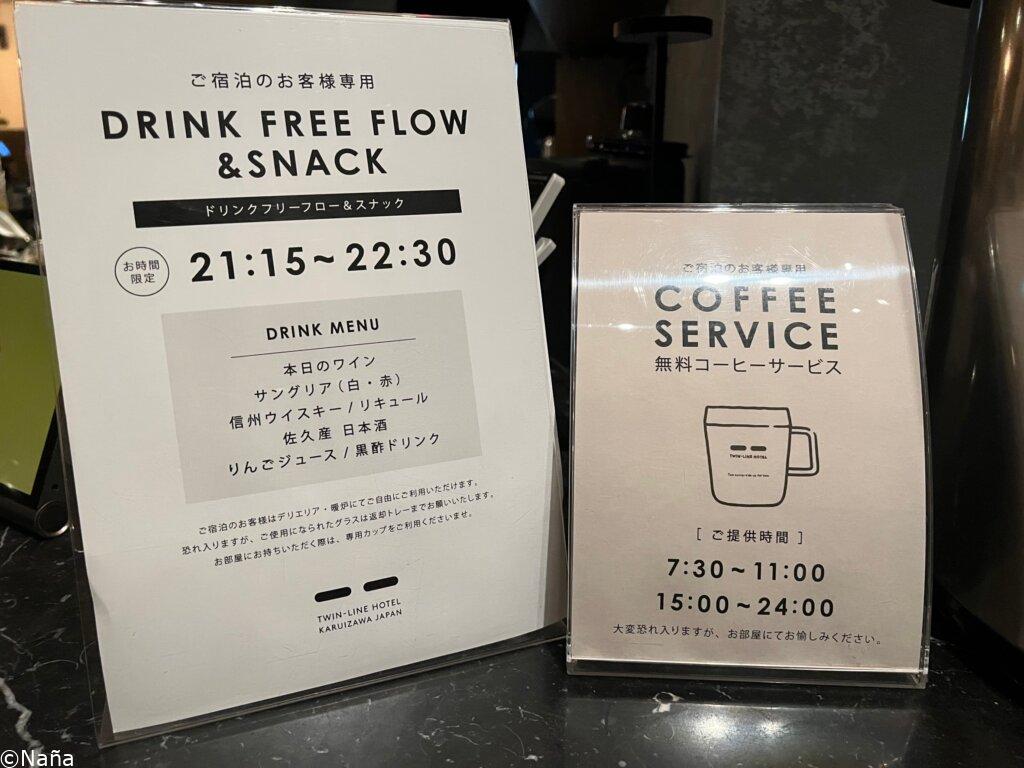 ご宿泊のお客様専用
DRINK FREE FLOW
&SNACK
ドリンクフリーフロー&スナック
お時間
限定
21:15~22:30
DRINK MENU
本日のワイン
サングリア(白・赤)
信州ウイスキー/リキュール
佐久産 日本酒
りんごジュース/黒酢ドリンク
ご宿泊のお客様はデリエリア・暖炉にてご自由にご利用いただけます。
恐れ入りますが、ご使用になられたグラスは返却トレーまでお願いいたします。
お部屋にお持ちいただく際は、専用カップをご利用くださいませ。
TWIN-LINE HOTEL
KARUIZAWA JAPAN
ご宿泊のお客様専用
COFFEE
SERVICE
無料コーヒーサービス
TWIN-LINE HOTEL
[ ご提供時間 ]
7:30~11:00
15:00~24:00
大変恐れ入りますが、お部屋にてお愉しみください。
©Naña